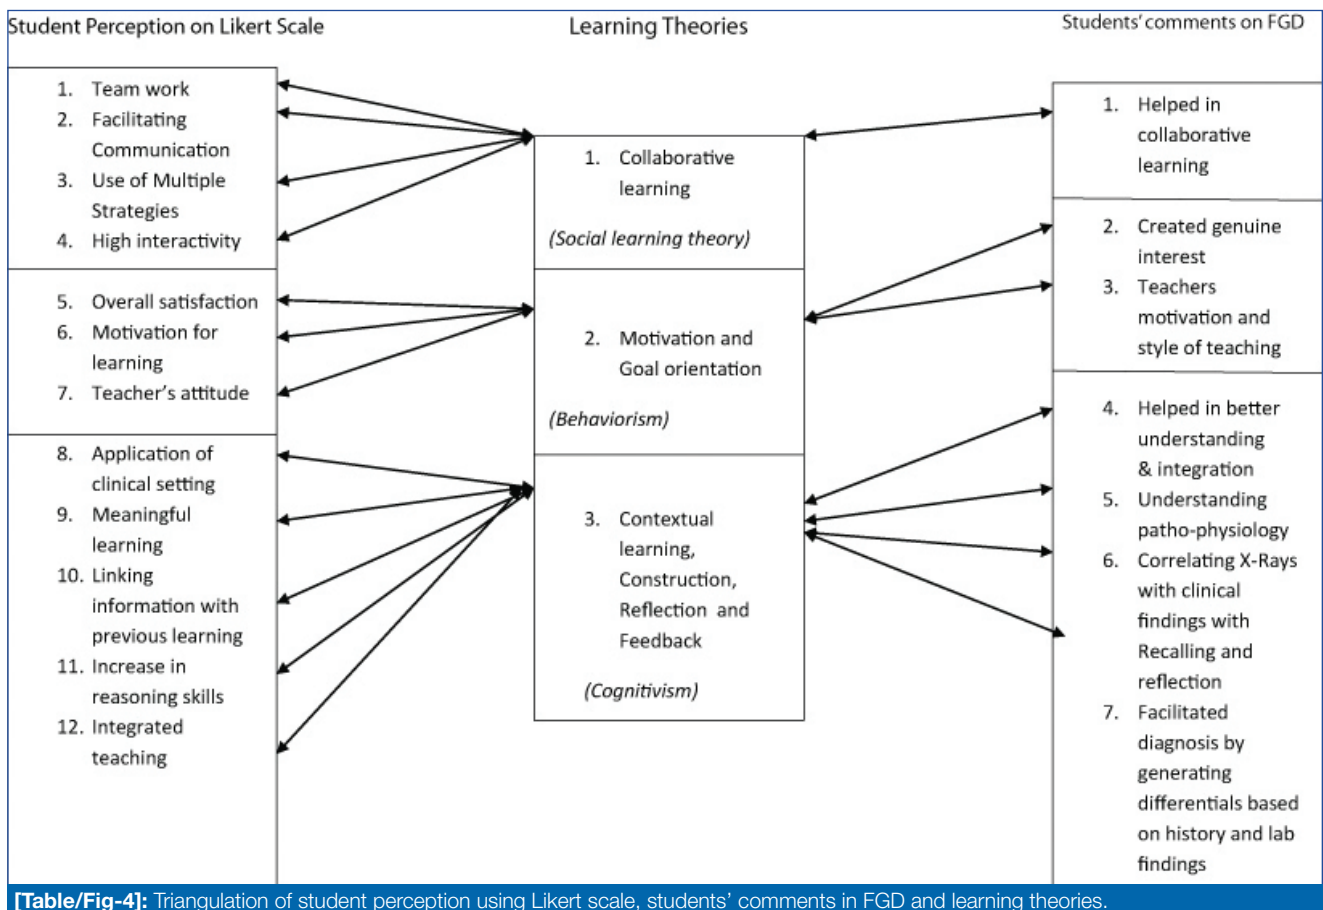 Student Perception on Likert Scale
1. Team work
2. Facilitating
Communication
3. Use of Multiple
Strategies
4. High interactivity
5. Overall satisfaction
6. Motivation for
learning
7. Teacher's attitude
8. Application of
clinical setting
9. Meaningful
learning
10. Linking
information with
previous learning
11. Increase in
reasoning skills
12. Integrated
teaching
Learning Theories
1. Collaborative
learning
(Social learning theory)
2. Motivation and
Goal orientation
(Behaviorism)
3. Contextual
learning,
Construction,
Reflection and
Feedback
(Cognitivism)
Students' comments on FGD
1. Helped in
collaborative
learning
2. Created genuine
interest
3. Teachers
motivation and
style of teaching
4. Helped in better
understanding
& integration
5. Understanding
patho-physiology
6. Correlating X-Rays
with clinical
findings with
Recalling and
reflection
7. Facilitated
diagnosis by
generating
differentials based
on history and lab
findings
[Table/Fig-4]: Triangulation of student perception using Likert scale, students' comments in FGD and learning theories.